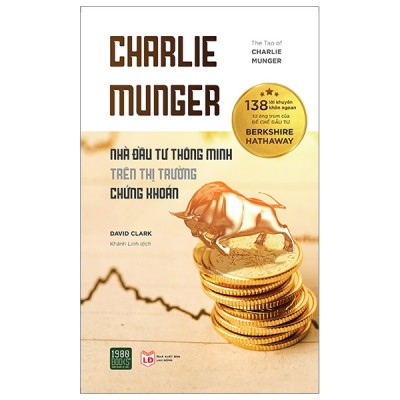 CHARLIE
MUNGER
The Tao of
CHARLIE
MUNGER
138 lời khuyên
khôn ngoan
từ ông trùm của
ĐẾ CHẾ ĐẦU TƯ
BERKSHIRE
HATHAWAY
NHÀ ĐẦU TƯ THÔNG MINH
TRÊN THỊ TRƯỜNG
CHỨNG KHOÁN
DAVID CLARK
Khánh Linh dịch
1980
BOOKS
LĐ
NHÀ XUẤT BẢN
LAO ĐỘNG